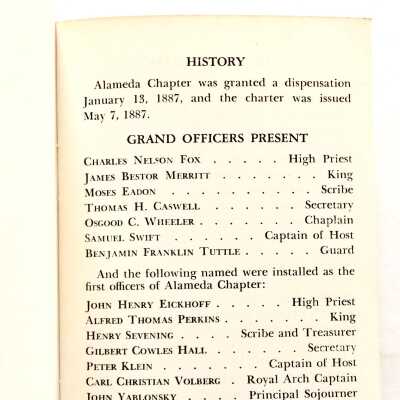 HISTORY
Alameda Chapter was granted a dispensation
January 13, 1887, and the charter was issued
May 7, 1887.
GRAND OFFICERS PRESENT
CHARLES NELSON FOX . . . . . High Priest
JAMES BESTOR MERRITT . . . . . . . King
MOSES EADON . . . . . . . . . . Scribe
THOMAS H. CASWELL . . . . . . Secretary
OSGOOD C. WHEELER . . . . . . Chaplain
SAMUEL SWIFT . . . . . Captain of Host
BENJAMIN FRANKLIN TUTTLE . . . . . Guard
And the following named were installed as the
first officers of Alameda Chapter:
JOHN HENRY EICKHOFF . . . . High Priest
ALFRED THOMAS PERKINS . . . . . . King
HENRY SEVENING . . . . Scribe and Treasurer
GILBERT COWLES HALL . . . . . Secretary
PETER KLEIN . . . . . . Captain of Host
CARL CHRISTIAN VOLBERG . Royal Arch Captain
JOHN YABLONSKY . . . . Principal Sojourner